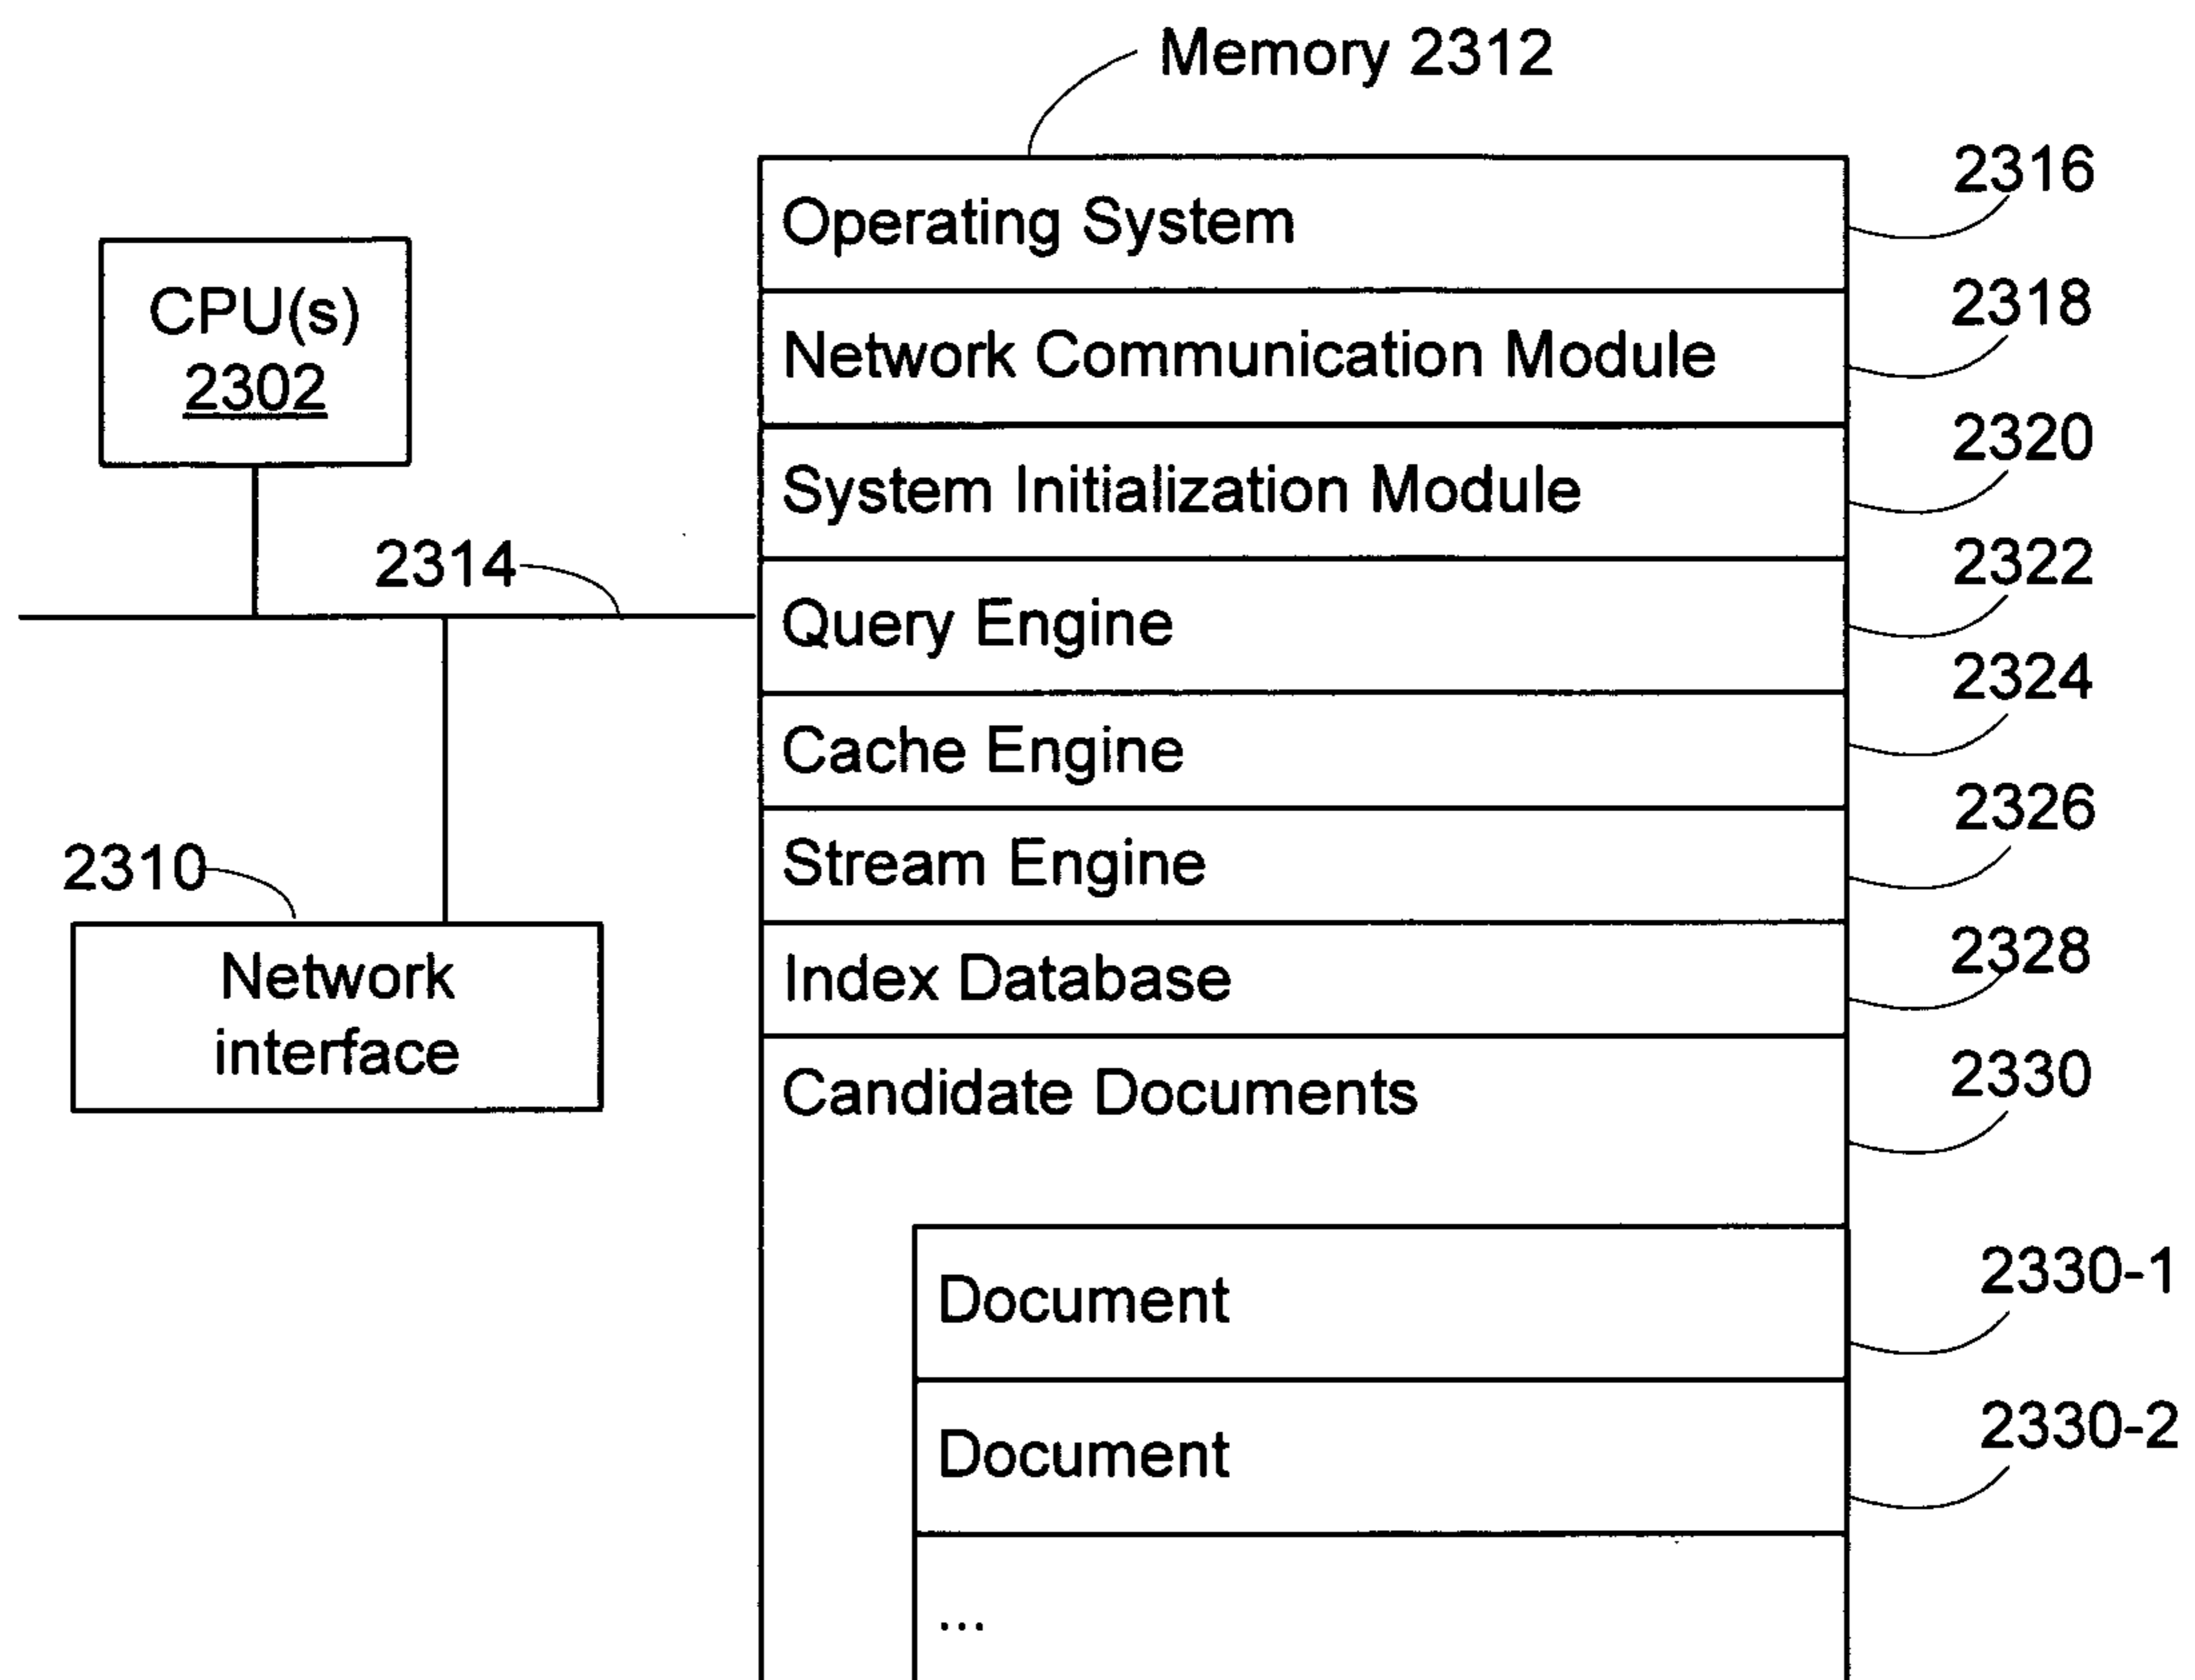 Memory 2312
Operating System
2316
CPU(s)
2302
Network Communication Module
2318
System Initialization Module
2320
2314
Query Engine
2322
Cache Engine
2324
Stream Engine
2326
2310
Network
interface
Index Database
2328
Candidate Documents
2330
Document
2330-1
Document
2330-2
...